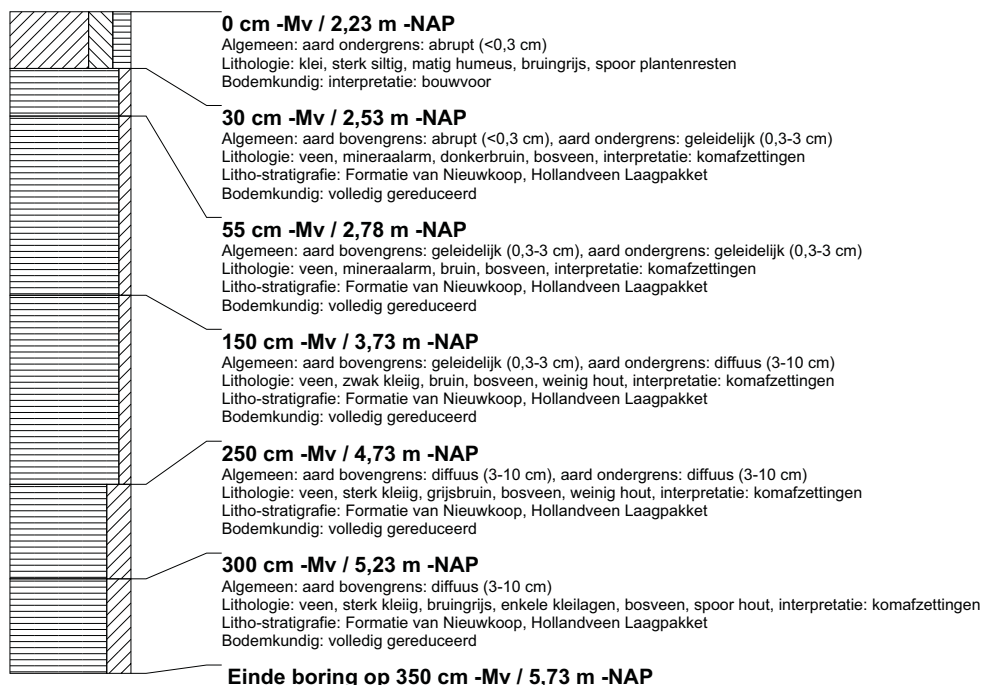 0 cm -Mv / 2,23 m -NAP
Algemeen: aard ondergrens: abrupt (<0,3 cm)
Lithologie: klei, sterk siltig, matig humeus, bruingrijs, spoor plantenresten
Bodemkundig: interpretatie: bouwvoor
30 cm -Mv / 2,53 m -NAP
Algemeen: aard bovengrens: abrupt (<0,3 cm), aard ondergrens: geleidelijk (0,3-3 cm)
Lithologie: veen, mineraalarm, donkerbruin, bosveen, interpretatie: komafzettingen
Litho-stratigrafie: Formatie van Nieuwkoop, Hollandveen Laagpakket
Bodemkundig: volledig gereduceerd
55 cm -Mv / 2,78 m -NAP
Algemeen: aard bovengrens: geleidelijk (0,3-3 cm), aard ondergrens: geleidelijk (0,3-3 cm)
Lithologie: veen, mineraalarm, bruin, bosveen, interpretatie: komafzettingen
Litho-stratigrafie: Formatie van Nieuwkoop, Hollandveen Laagpakket
Bodemkundig: volledig gereduceerd
150 cm -Mv / 3,73 m -NAP
Algemeen: aard bovengrens: geleidelijk (0,3-3 cm), aard ondergrens: diffuus (3-10 cm)
Lithologie: veen, zwak kleiig, bruin, bosveen, weinig hout, interpretatie: komafzettingen
Litho-stratigrafie: Formatie van Nieuwkoop, Hollandveen Laagpakket
Bodemkundig: volledig gereduceerd
250 cm -Mv / 4,73 m -NAP
Algemeen: aard bovengrens: diffuus (3-10 cm), aard ondergrens: diffuus (3-10 cm)
Lithologie: veen, sterk kleiig, grijsbruin, bosveen, weinig hout, interpretatie: komafzettingen
Litho-stratigrafie: Formatie van Nieuwkoop, Hollandveen Laagpakket
Bodemkundig: volledig gereduceerd
300 cm -Mv / 5,23 m -NAP
Algemeen: aard bovengrens: diffuus (3-10 cm)
Lithologie: veen, sterk kleiig, bruingrijs, enkele kleilagen, bosveen, spoor hout, interpretatie: komafzettingen
Litho-stratigrafie: Formatie van Nieuwkoop, Hollandveen Laagpakket
Bodemkundig: volledig gereduceerd
Einde boring op 350 cm -Mv / 5,73 m -NAP